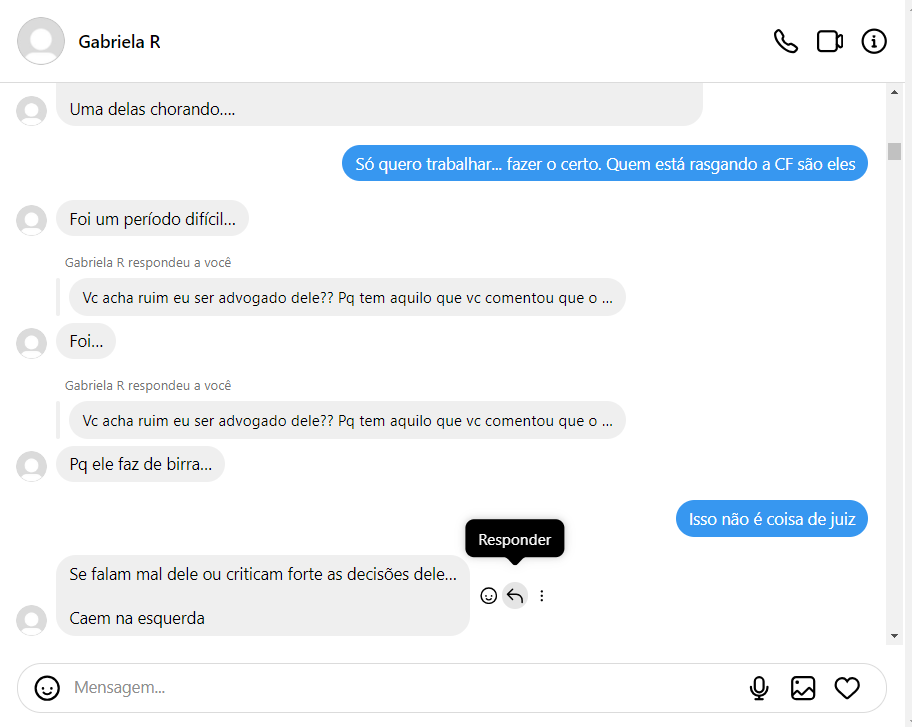 Gabriela R
Uma delas chorando....
Só quero trabalhar... fazer o certo. Quem está rasgando a CF são eles
Foi um período difícil...
Gabriela R respondeu a você
Vc acha ruim eu ser advogado dele?? Pq tem aquilo que vc comentou que o ...
Foi...
Gabriela R respondeu a você
Vc acha ruim eu ser advogado dele?? Pq tem aquilo que vc comentou que o ...
Pq ele faz de birra...
Isso não é coisa de juiz
Responder
Se falam mal dele ou criticam forte as decisões dele...
Caem na esquerda
Mensagem...